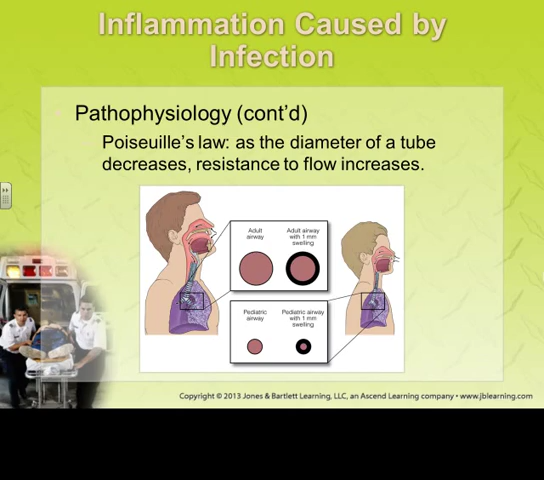 Inflammation Caused by
Infection
Pathophysiology (cont'd)
Poiseuille's law: as the diameter of a tube
decreases, resistance to flow increases.
Adult
airway
Adult airway
with 1 mm
swelling
Pediatric
airway
Pediatric airway
with 1 mm
swelling
Copyright © 2013 Jones & Bartlett Learning, LLC, an Ascend Learning company • www.jblearning.com